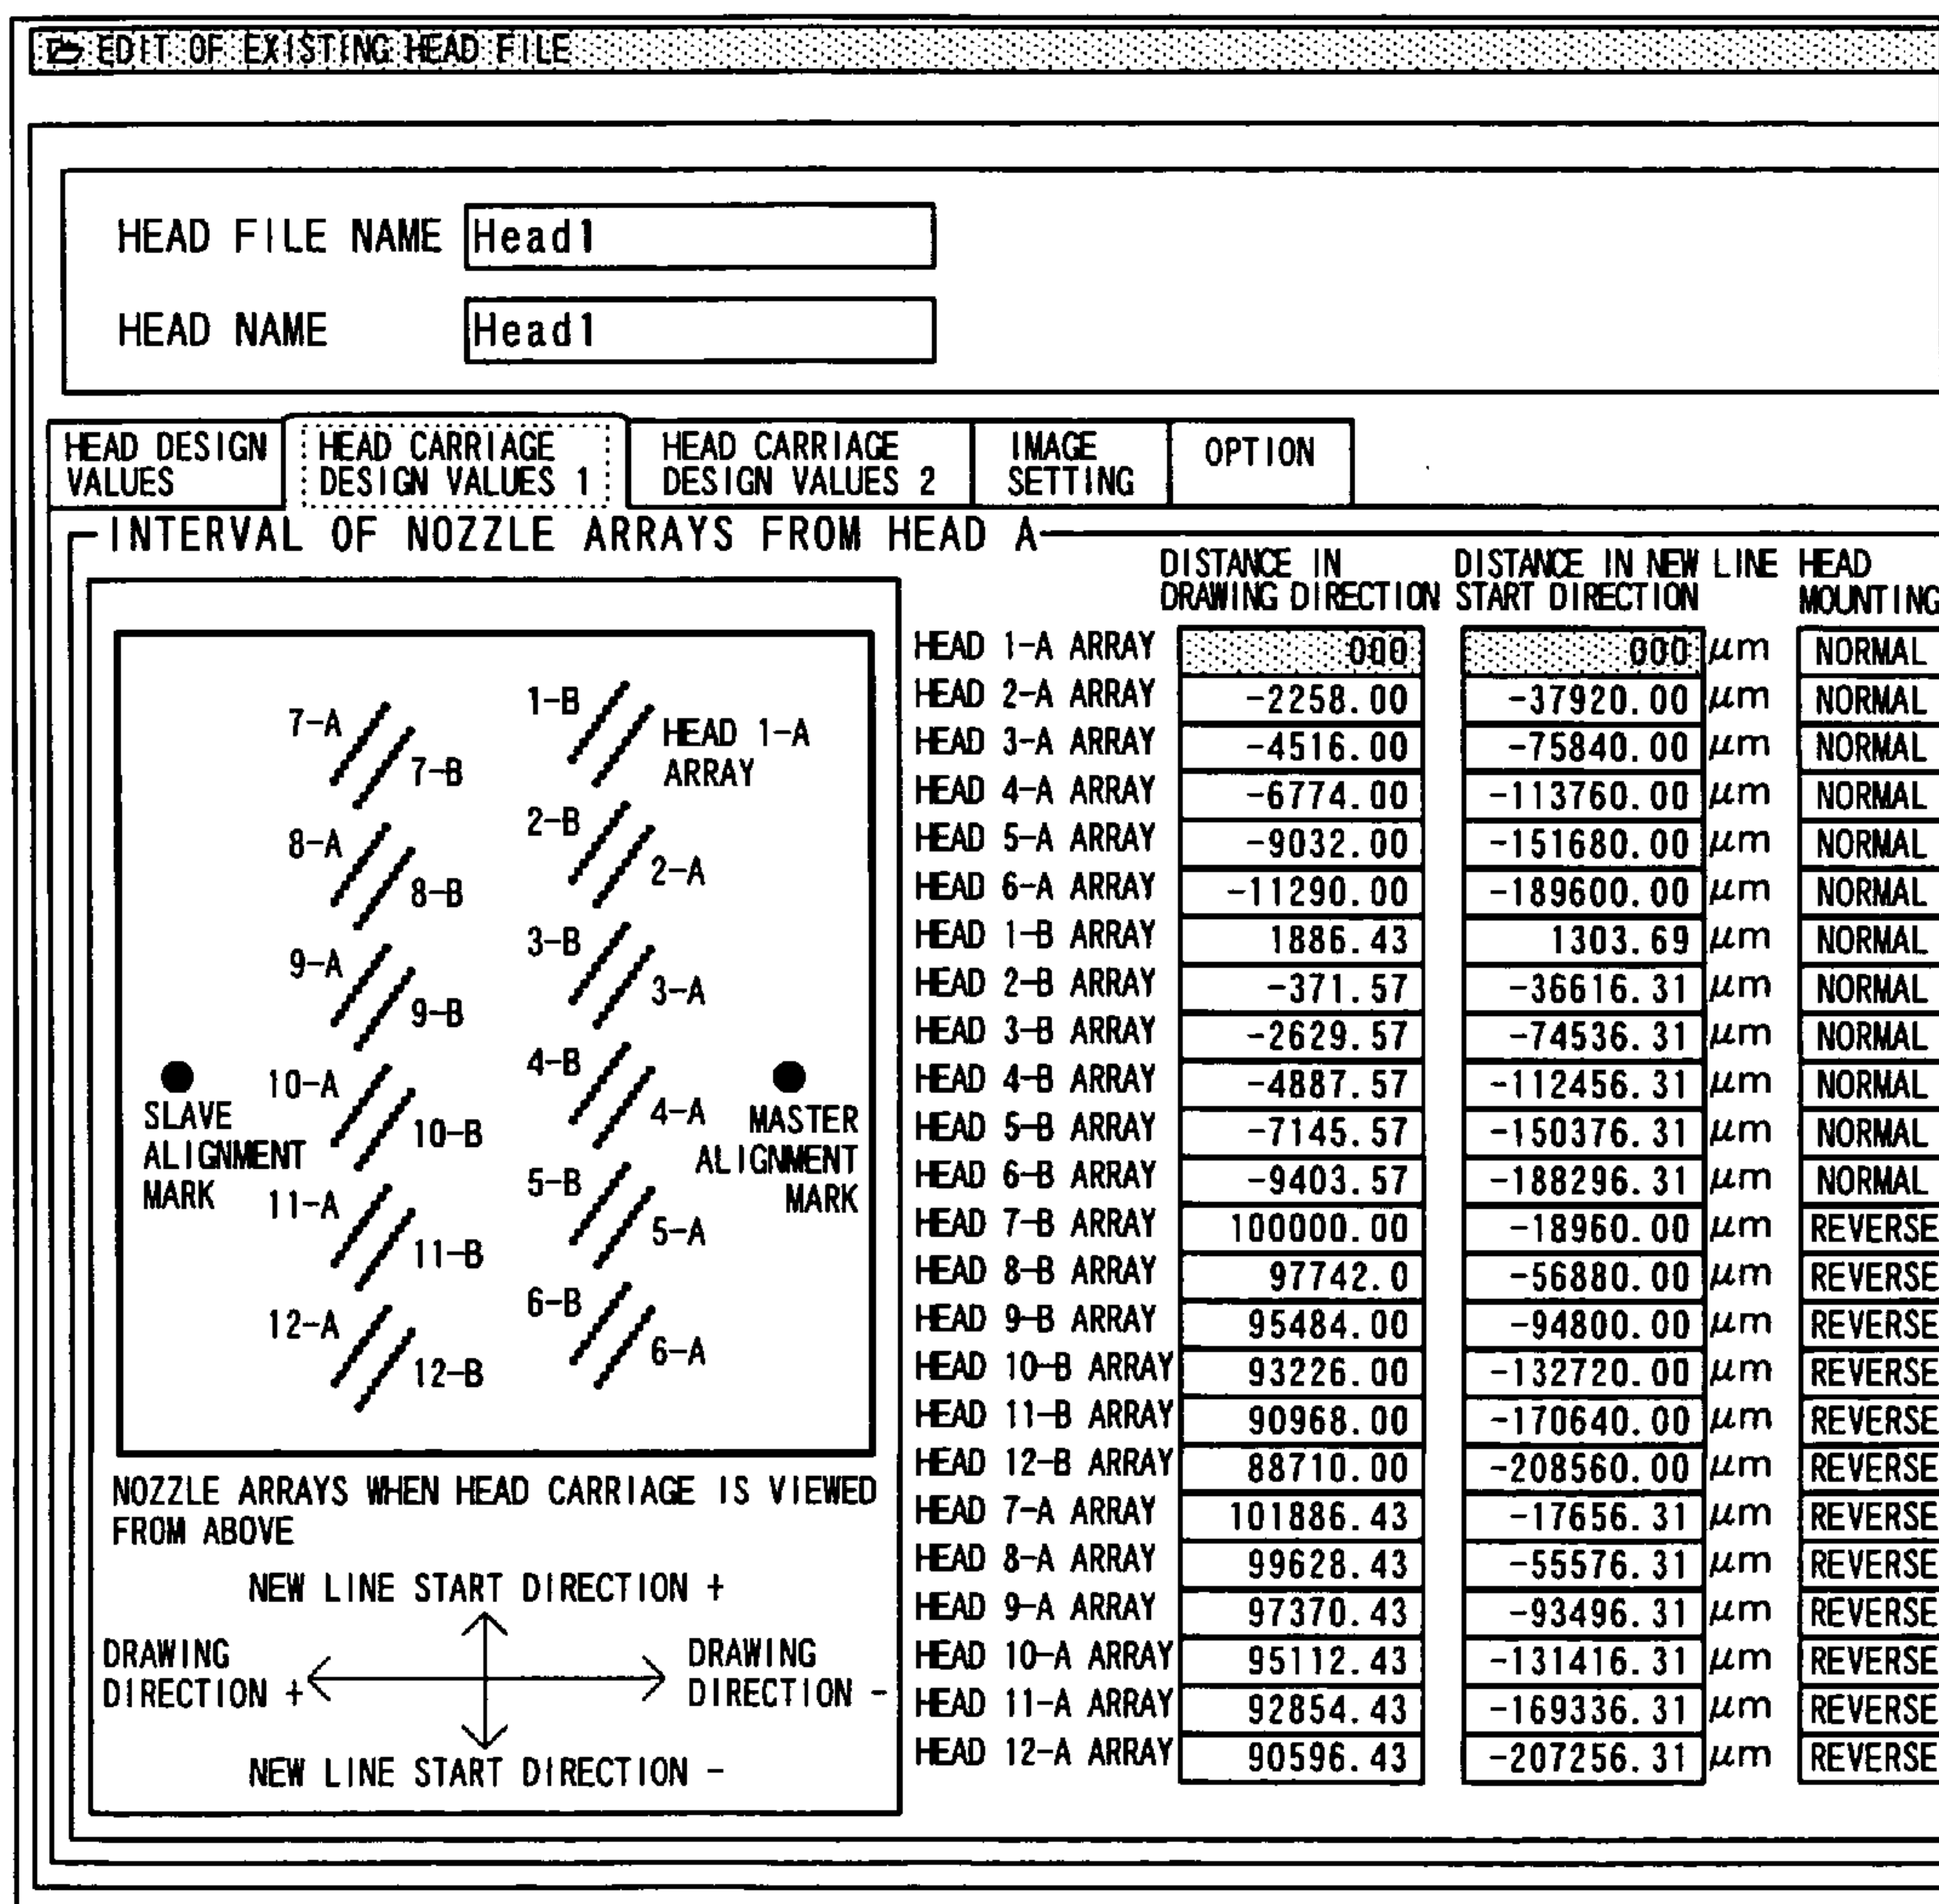 EDIT OF EXISTING HEAD FILE
HEAD FILE NAME Head1
HEAD NAME Head1
HEAD DESIGN VALUES
HEAD CARRIAGE DESIGN VALUES 1
HEAD CARRIAGE DESIGN VALUES 2
IMAGE SETTING
OPTION
INTERVAL OF NOZZLE ARRAYS FROM HEAD A
7-A
7-B
1-B
HEAD 1-A
ARRAY
8-A
8-B
2-B
2-A
9-A
9-B
3-B
3-A
10-A
10-B
4-B
4-A
SLAVE
ALIGNMENT
MARK
MASTER
ALIGNMENT
MARK
11-A
11-B
5-B
5-A
12-A
12-B
6-B
6-A
NOZZLE ARRAYS WHEN HEAD CARRIAGE IS VIEWED
FROM ABOVE
NEW LINE START DIRECTION +
DRAWING
DIRECTION +
DRAWING
DIRECTION -
NEW LINE START DIRECTION -
DISTANCE IN DRAWING DIRECTION
DISTANCE IN NEW LINE START DIRECTION
HEAD MOUNTING
HEAD 1-A ARRAY 000 000 μm NORMAL
HEAD 2-A ARRAY -2258.00 -37920.00 μm NORMAL
HEAD 3-A ARRAY -4516.00 -75840.00 μm NORMAL
HEAD 4-A ARRAY -6774.00 -113760.00 μm NORMAL
HEAD 5-A ARRAY -9032.00 -151680.00 μm NORMAL
HEAD 6-A ARRAY -11290.00 -189600.00 μm NORMAL
HEAD 1-B ARRAY 1886.43 1303.69 μm NORMAL
HEAD 2-B ARRAY -371.57 -36616.31 μm NORMAL
HEAD 3-B ARRAY -2629.57 -74536.31 μm NORMAL
HEAD 4-B ARRAY -4887.57 -112456.31 μm NORMAL
HEAD 5-B ARRAY -7145.57 -150376.31 μm NORMAL
HEAD 6-B ARRAY -9403.57 -188296.31 μm NORMAL
HEAD 7-B ARRAY 100000.00 -18960.00 μm REVERSE
HEAD 8-B ARRAY 97742.0 -56880.00 μm REVERSE
HEAD 9-B ARRAY 95484.00 -94800.00 μm REVERSE
HEAD 10-B ARRAY 93226.00 -132720.00 μm REVERSE
HEAD 11-B ARRAY 90968.00 -170640.00 μm REVERSE
HEAD 12-B ARRAY 88710.00 -208560.00 μm REVERSE
HEAD 7-A ARRAY 101886.43 -17656.31 μm REVERSE
HEAD 8-A ARRAY 99628.43 -55576.31 μm REVERSE
HEAD 9-A ARRAY 97370.43 -93496.31 μm REVERSE
HEAD 10-A ARRAY 95112.43 -131416.31 μm REVERSE
HEAD 11-A ARRAY 92854.43 -169336.31 μm REVERSE
HEAD 12-A ARRAY 90596.43 -207256.31 μm REVERSE